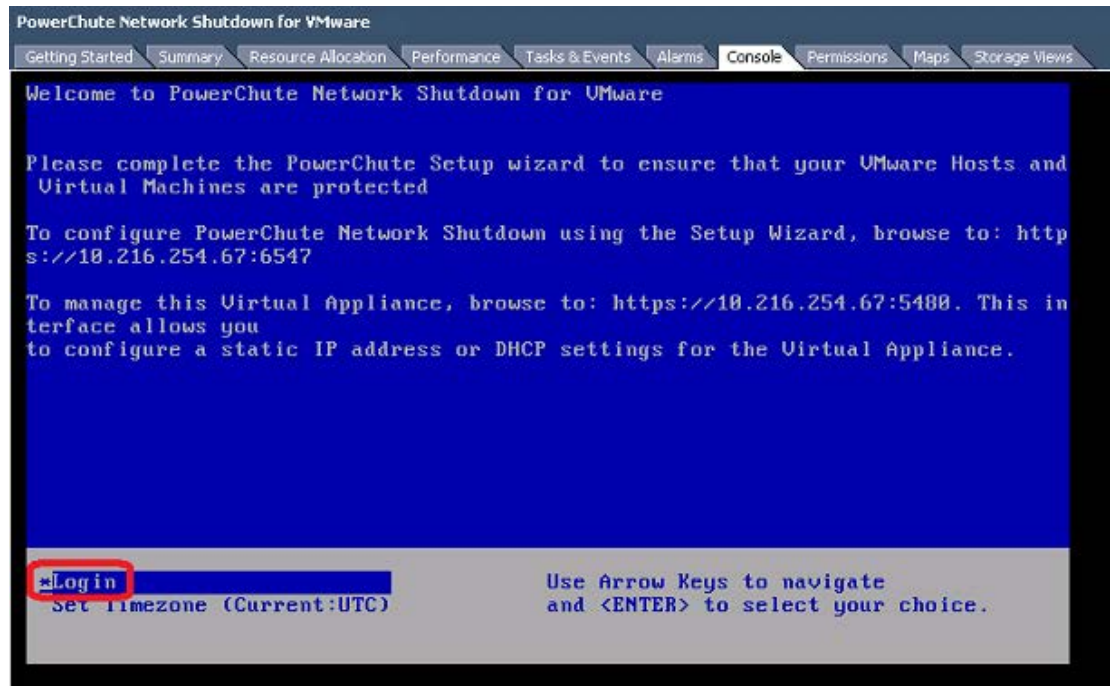 PowerChute Network Shutdown for VMware
Getting Started Summary Resource Allocation Performance Tasks & Events Alarms Console Permissions Maps Storage Views
Welcome to PowerChute Network Shutdown for VMware
Please complete the PowerChute Setup wizard to ensure that your VMware Hosts and
Virtual Machines are protected
To configure PowerChute Network Shutdown using the Setup Wizard, browse to: http
s://10.216.254.67:6547
To manage this Virtual Appliance, browse to: https://10.216.254.67:5480. This in
terface allows you
to configure a static IP address or DHCP settings for the Virtual Appliance.
*Login
Use Arrow Keys to navigate
Set Timezone (Current:UTC)
and <ENTER> to select your choice.